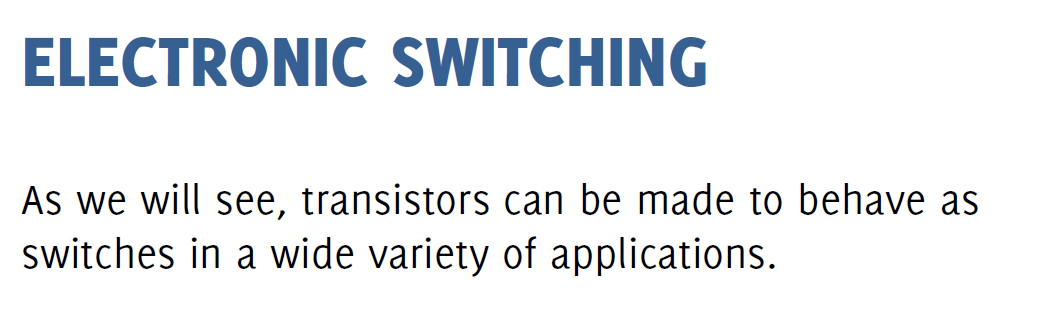 ELECTRONIC SWITCHING
As we will see, transistors can be made to behave as
switches in a wide variety of applications.